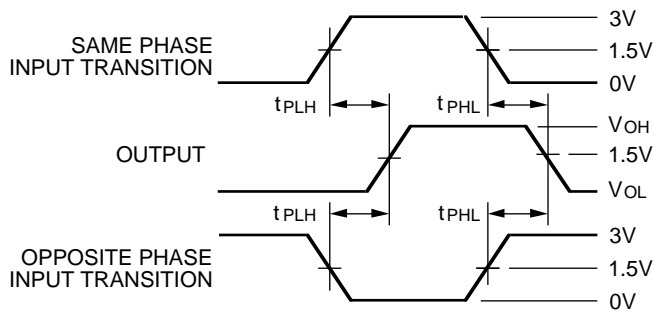 3V
SAME PHASE
INPUT TRANSITION
1.5V
0V
tPLH
tPHL
VOH
OUTPUT
1.5V
VOL
tPLH
tPHL
3V
OPPOSITE PHASE
INPUT TRANSITION
1.5V
0V